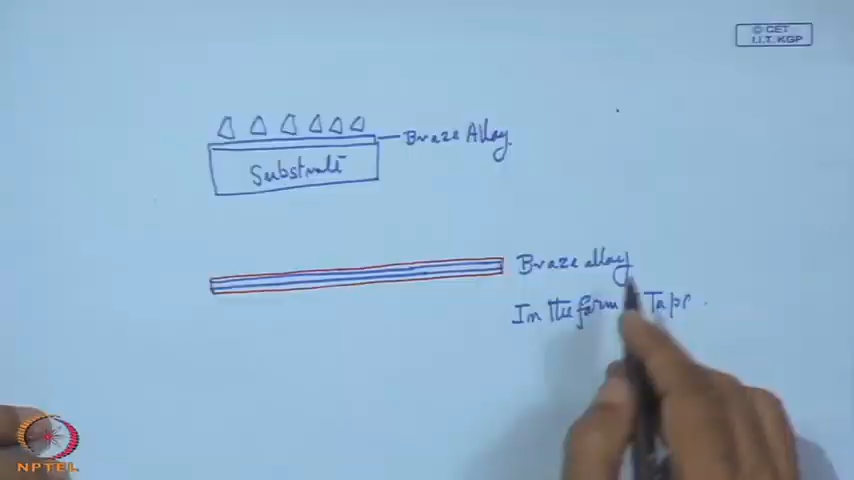 © CET
I.I.T. KGP
Braze Alloy
Substrate
Braze alloy
In the form Tape
NPTEL